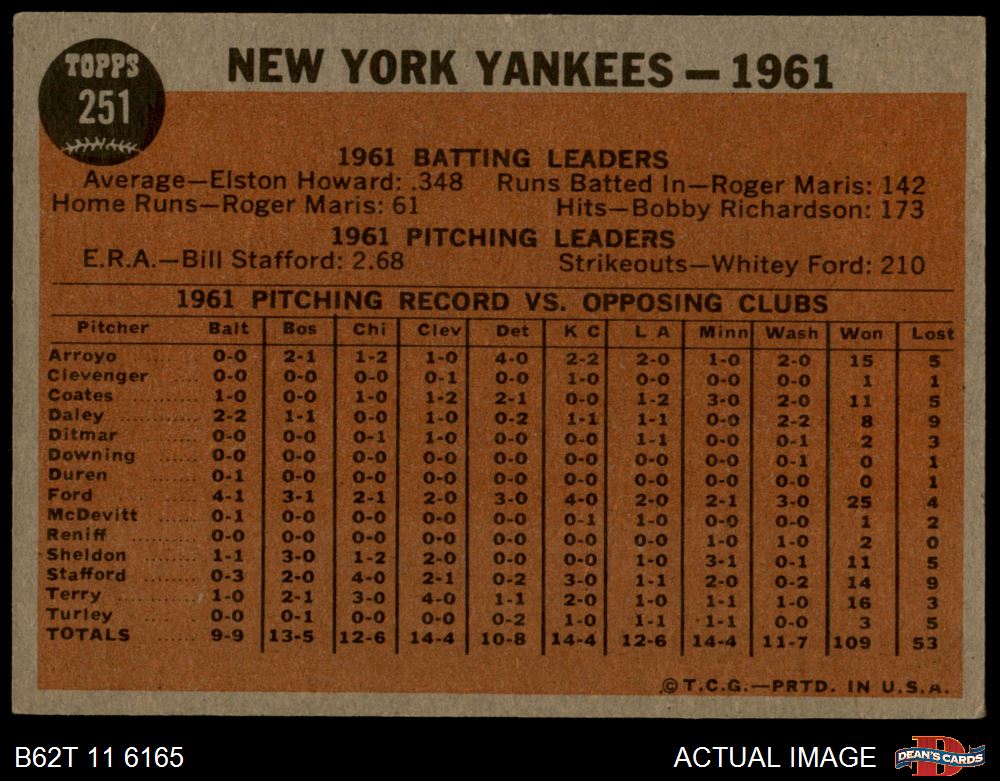 TOPPS
251
NEW YORK YANKEES — 1961
1961 BATTING LEADERS
Average—Elston Howard: .348 Runs Batted In—Roger Maris: 142
Home Runs—Roger Maris: 61 Hits—Bobby Richardson: 173
1961 PITCHING LEADERS
E.R.A.—Bill Stafford: 2.68 Strikeouts—Whitey Ford: 210
1961 PITCHING RECORD VS. OPPOSING CLUBS
Pitcher Balt Bos Chi Clev Det K C L A Minn Wash Won Lost
Arroyo ..... 0-0 2-1 1-2 1-0 4-0 2-2 2-0 1-0 2-0 15 5
Clevenger .... 0-0 0-0 0-0 0-1 0-0 1-0 0-0 0-0 0-0 1 1
Coates ...... 1-0 0-0 1-0 1-2 2-1 0-0 1-2 3-0 2-0 11 5
Daley ....... 2-2 1-1 0-0 1-0 0-2 1-1 1-1 0-0 2-2 8 9
Ditmar ...... 0-0 0-0 0-1 1-0 0-0 0-0 1-1 0-0 0-1 2 3
Downing ...... 0-0 0-0 0-0 0-0 0-0 0-0 0-0 0-0 0-1 0 1
Duren ....... 0-1 0-0 0-0 0-0 0-0 0-0 0-0 0-0 0-0 0 1
Ford ........ 4-1 3-1 2-1 2-0 3-0 4-0 2-0 2-1 3-0 25 4
McDevitt ..... 0-1 0-0 0-0 0-0 0-0 0-1 1-0 0-0 0-0 1 2
Reniff ....... 0-0 0-0 0-0 0-0 0-0 0-0 0-0 1-0 1-0 2 0
Sheldon ...... 1-1 3-0 1-2 2-0 0-0 0-0 1-0 3-1 0-1 11 5
Stafford ...... 0-3 2-0 4-0 2-1 0-2 3-0 1-1 2-0 0-2 14 9
Terry ....... 1-0 2-1 3-0 4-0 1-1 2-0 1-0 1-1 1-0 16 3
Turley ...... 0-0 0-1 0-0 0-0 0-2 1-0 1-1 1-1 0-0 3 5
TOTALS ..... 9-9 13-5 12-6 14-4 10-8 14-4 12-6 14-4 11-7 109 53
© T.C.G.—PRTD. IN U.S.A.
B62T 11 6165 ACTUAL IMAGE DEAN'S CARDS